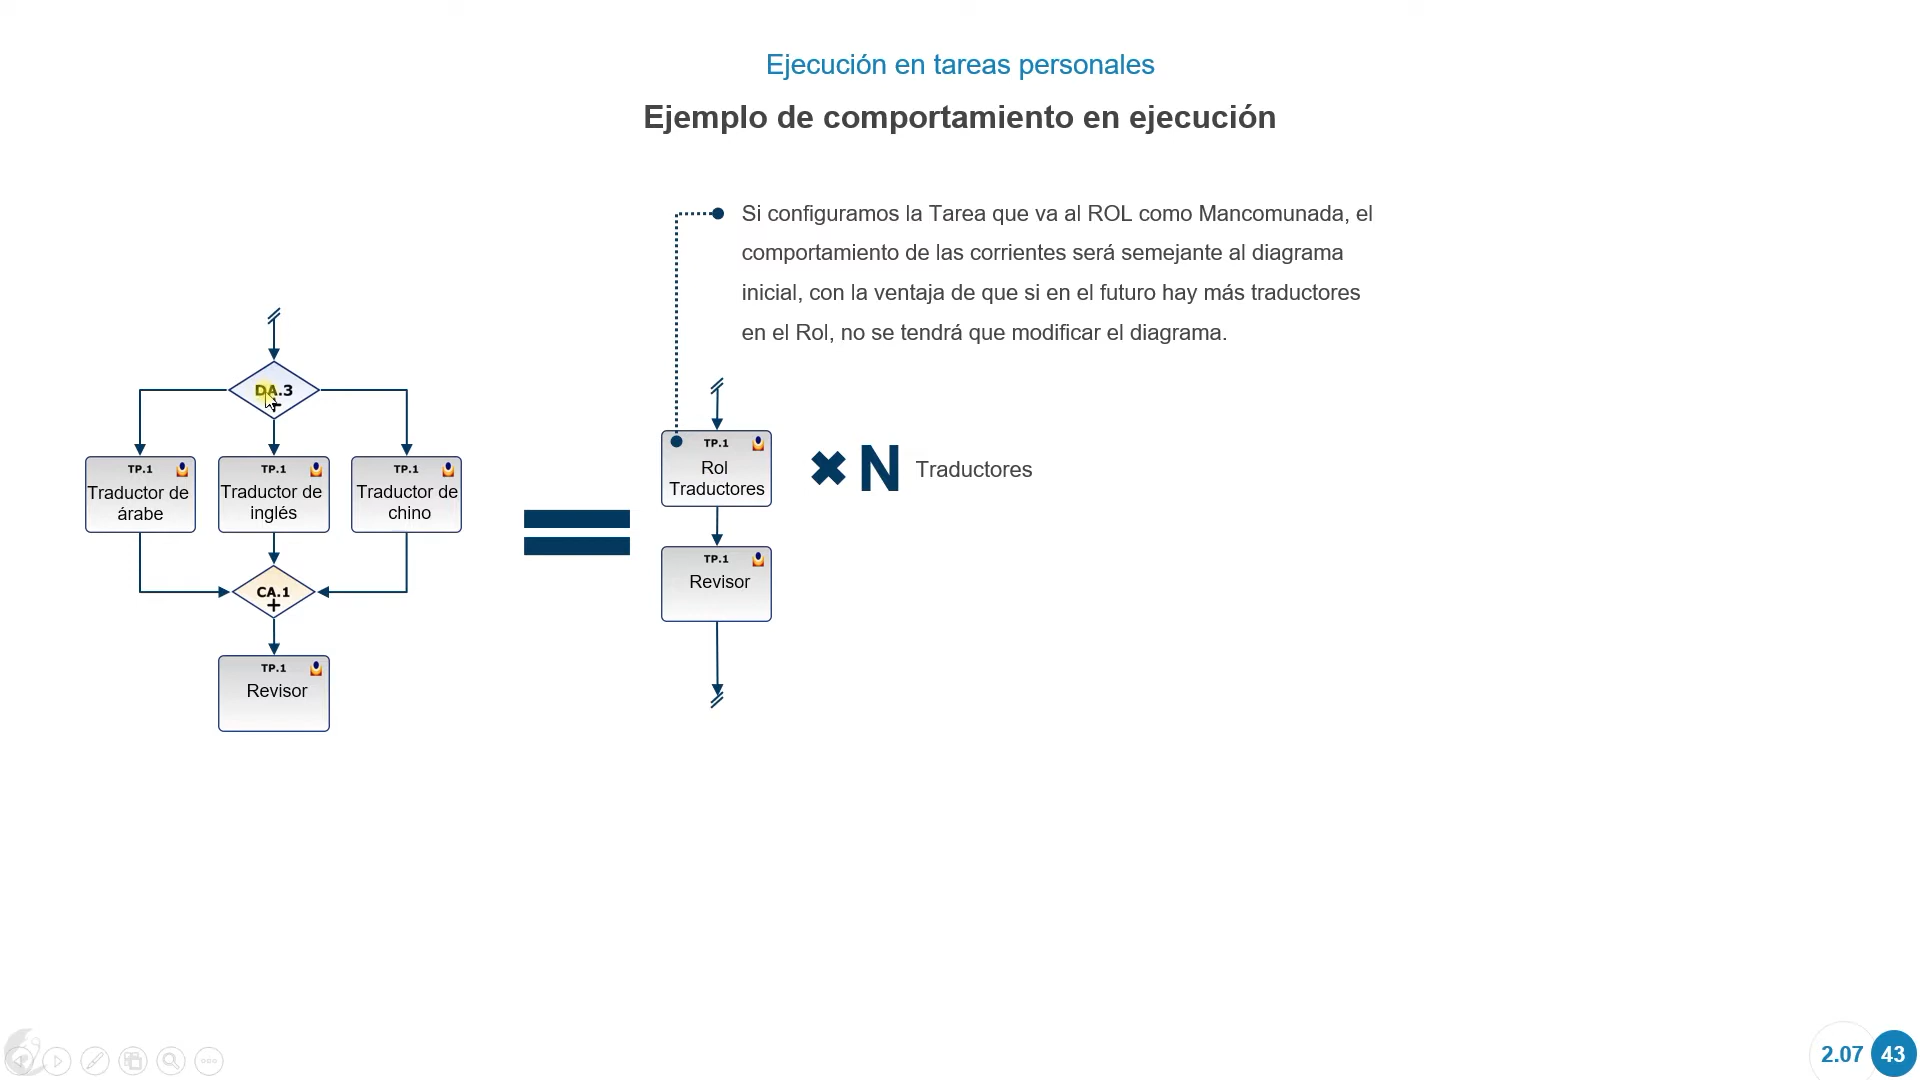 Ejecución en tareas personales
Ejemplo de comportamiento en ejecución
Si configuramos la Tarea que va al ROL como Mancomunada, el
comportamiento de las corrientes será semejante al diagrama
inicial, con la ventaja de que si en el futuro hay más traductores
en el Rol, no se tendrá que modificar el diagrama.
DA.3
TP.1
Traductor de
árabe
TP.1
Traductor de
inglés
TP.1
Traductor de
chino
CA.1
TP.1
Revisor
TP.1
Rol
Traductores
N Traductores
TP.1
Revisor
2.07 43